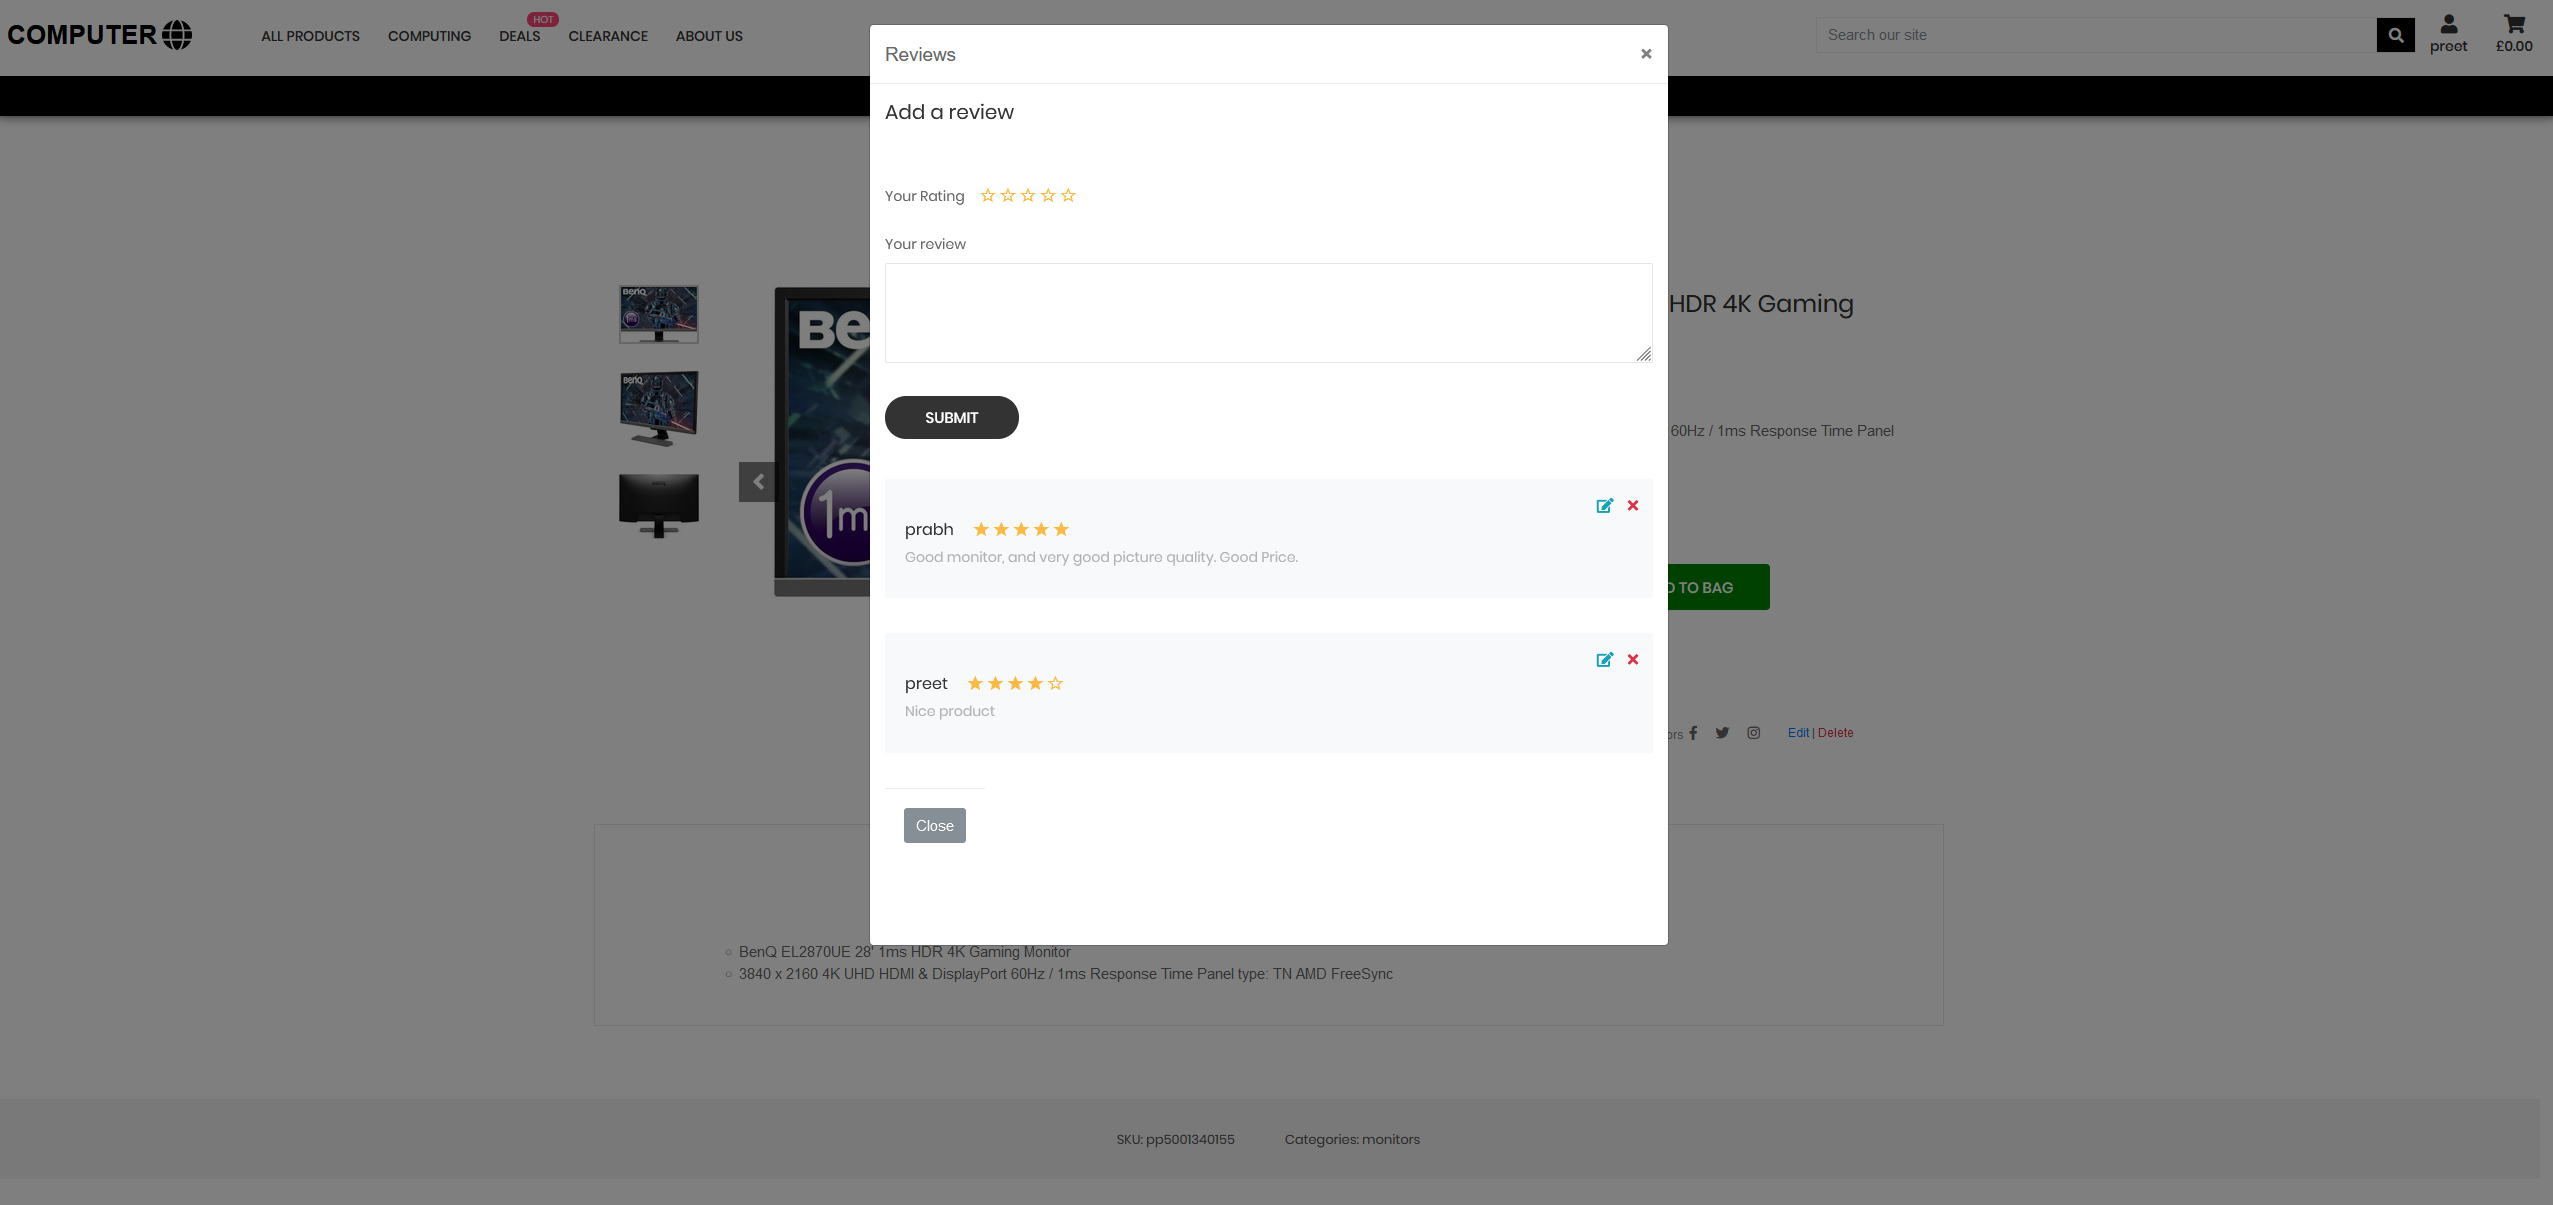 COMPUTER
ALL PRODUCTS
COMPUTING
HOT
DEALS
CLEARANCE
ABOUT US
Search our site
preet
£0.00
Reviews
×
Add a review
Your Rating
Your review
SUBMIT
prabh
Good monitor, and very good picture quality. Good Price.
preet
Nice product
Close
BenQ
BenQ
BE
1m
HDR 4K Gaming
60Hz / 1ms Response Time Panel
D TO BAG
ors
Edit | Delete
BenQ EL2870UE 28' 1ms HDR 4K Gaming Monitor
3840 x 2160 4K UHD HDMI & DisplayPort 60Hz / 1ms Response Time Panel type: TN AMD FreeSync
SKU: pp5001340155
Categories: monitors